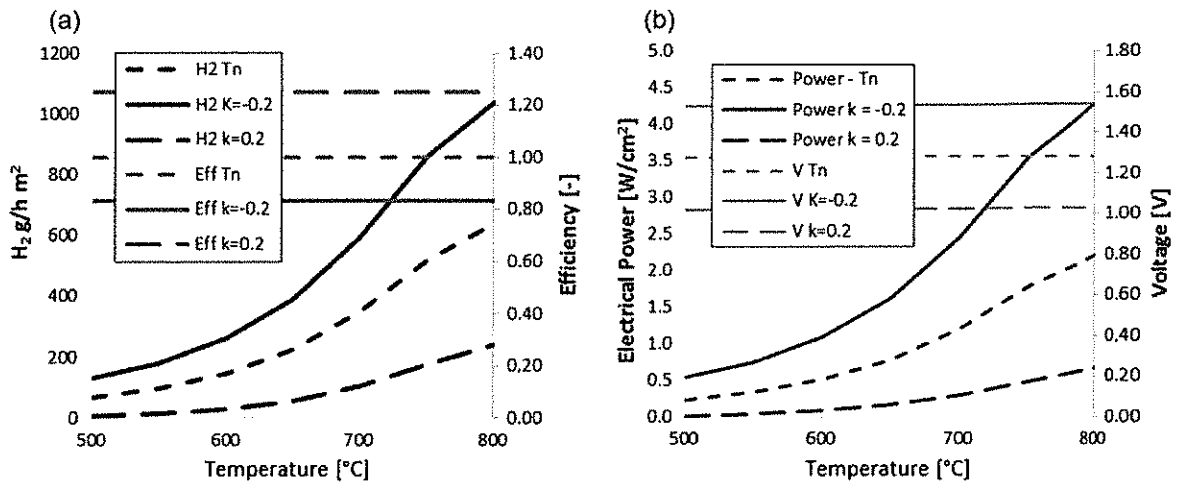 (a)
1200
1000
800
600
400
200
0
H₂ g/h m²
H2 Tn
H2 K=-0.2
H2 k=0.2
Eff Tn
Eff k=-0.2
Eff k=0.2
1.40
1.20
1.00
0.80
0.60
0.40
0.20
0.00
Efficiency [-]
500
600
700
800
Temperature [°C]
(b)
5.0
4.5
4.0
3.5
3.0
2.5
2.0
1.5
1.0
0.5
0.0
Electrical Power [W/cm²]
Power - Tn
Power k = -0.2
Power k = 0.2
V Tn
V K=-0.2
V k=0.2
1.80
1.60
1.40
1.20
1.00
0.80
0.60
0.40
0.20
0.00
Voltage [V]
500
600
700
800
Temperature [°C]